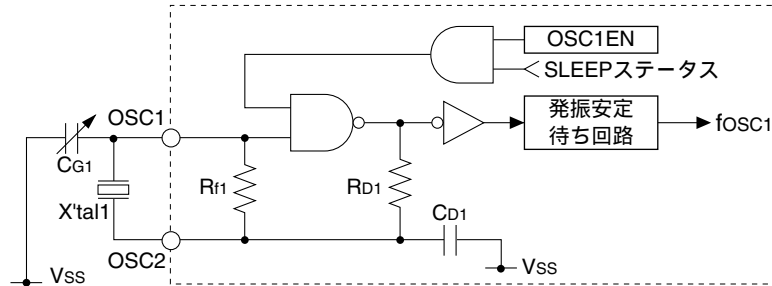 OSC1EN
SLEEPステータス
OSC1
発振安定
待ち回路
fOSC1
CG1
Rf1
RD1
X'tal1
CD1
OSC2
VSS
VSS